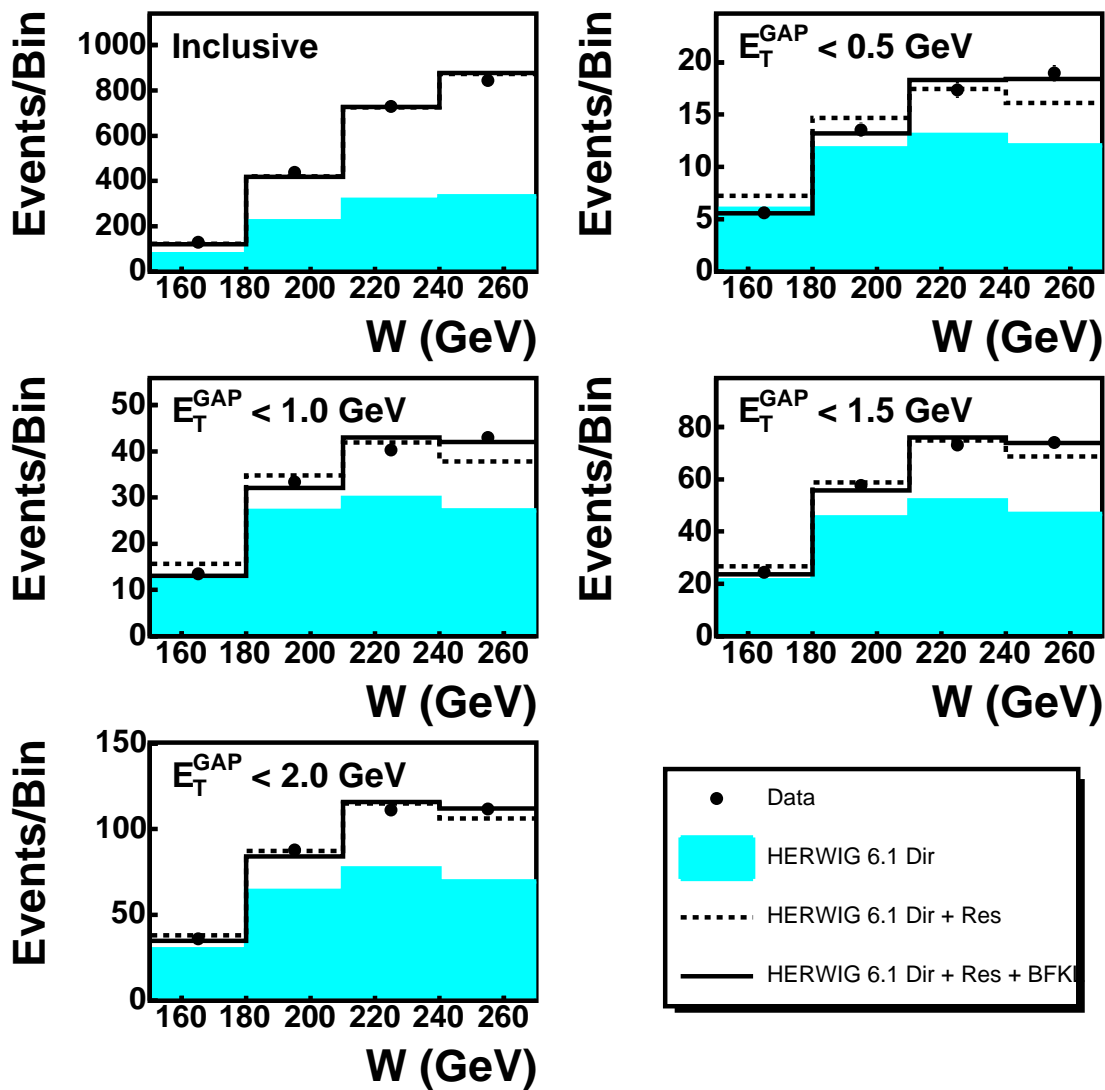 Inclusive
Events/Bin
1000
800
600
400
200
0
160 180 200 220 240 260
W (GeV)
E_T^GAP < 0.5 GeV
Events/Bin
20
15
10
5
0
160 180 200 220 240 260
W (GeV)
E_T^GAP < 1.0 GeV
Events/Bin
50
40
30
20
10
0
160 180 200 220 240 260
W (GeV)
E_T^GAP < 1.5 GeV
Events/Bin
80
60
40
20
0
160 180 200 220 240 260
W (GeV)
E_T^GAP < 2.0 GeV
Events/Bin
150
100
50
0
160 180 200 220 240 260
W (GeV)
Data
HERWIG 6.1 Dir
HERWIG 6.1 Dir + Res
HERWIG 6.1 Dir + Res + BFKL